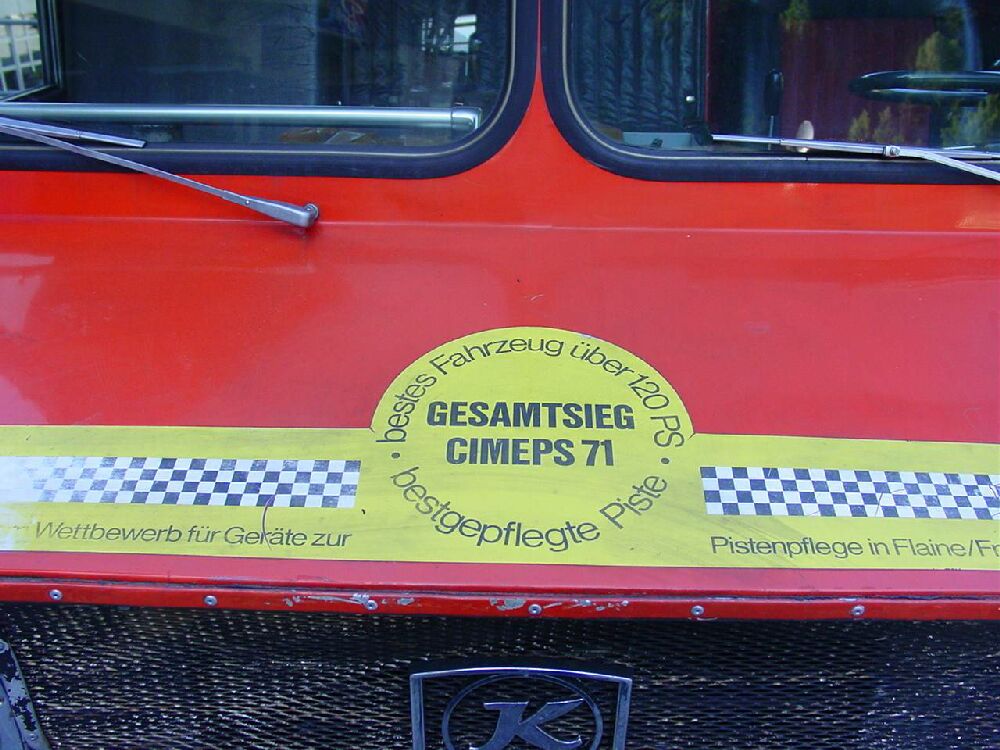 · bestes Fahrzeug über 120 PS ·
GESAMTSIEG
CIMEPS 71
bestgepflegte Piste
Wettbewerb für Geräte zur
Pistenpflege in Flaine/Fr
K